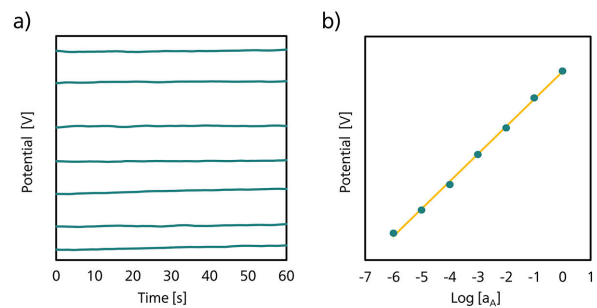 a)
Potential [V]
0 10 20 30 40 50 60
Time [s]
b)
Potential [V]
-7 -6 -5 -4 -3 -2 -1 0 1
Log [aA]